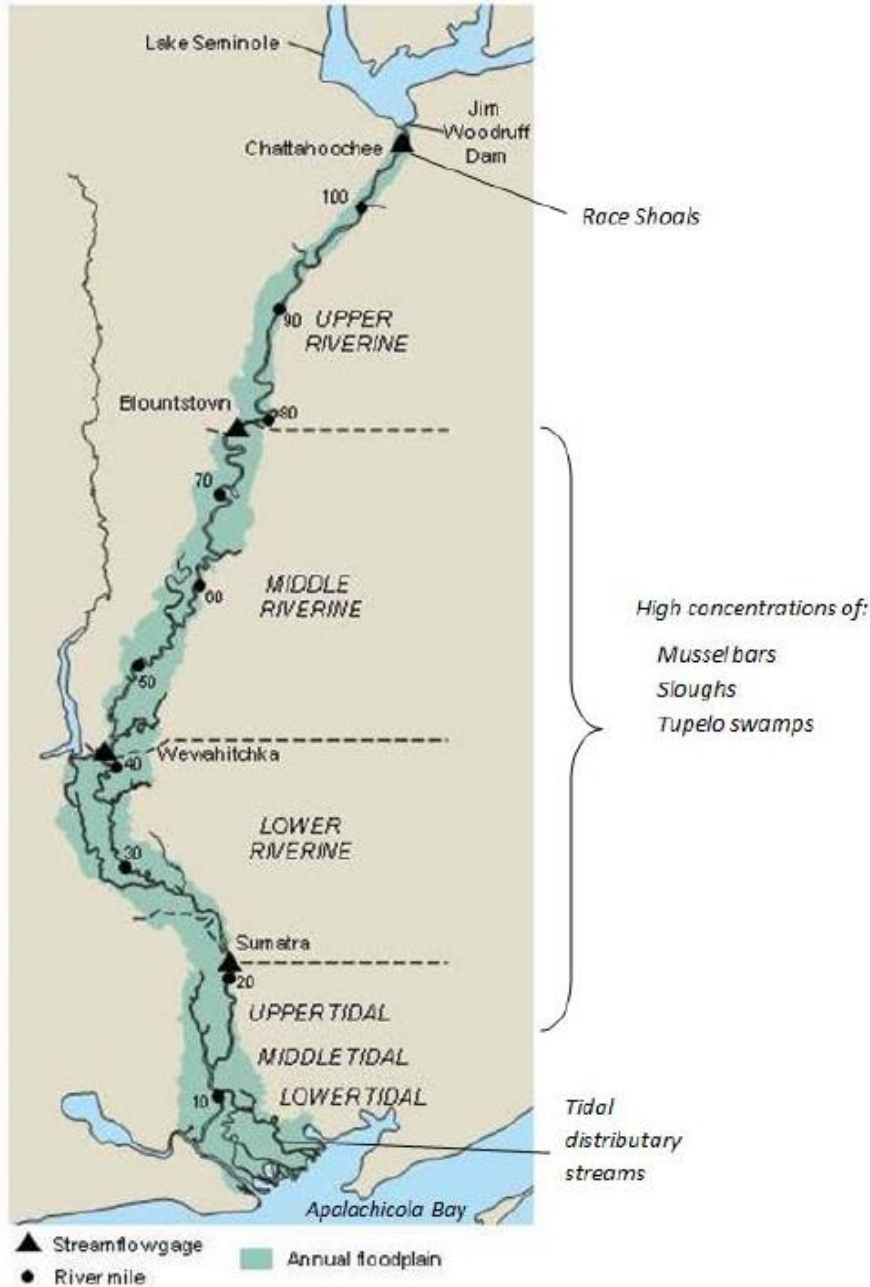 Lake Seminole
Jim
Woodruff
Dam
Chattahoochee
100
Race Shoals
90
UPPER
RIVERINE
Blountstown
80
70
MIDDLE
RIVERINE
60
High concentrations of:
Mussel bars
Sloughs
Tupelo swamps
50
Wewahitchka
40
LOWER
RIVERINE
30
Sumatra
20
UPPER TIDAL
MIDDLE TIDAL
LOWER TIDAL
10
Tidal
distributary
streams
Apalachicola Bay
Streamflow gage
Annual floodplain
River mile